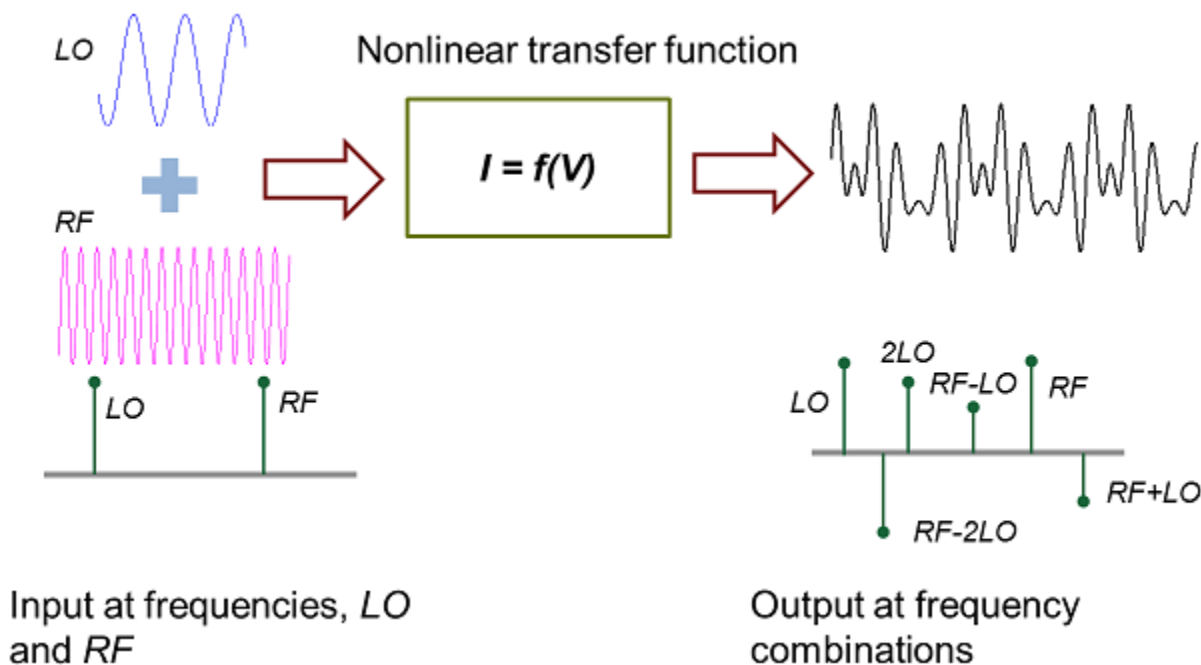 LO
Nonlinear transfer function
I = f(V)
RF
LO
RF
2LO
RF-LO
RF
LO
RF+LO
RF-2LO
Input at frequencies, LO
and RF
Output at frequency
combinations